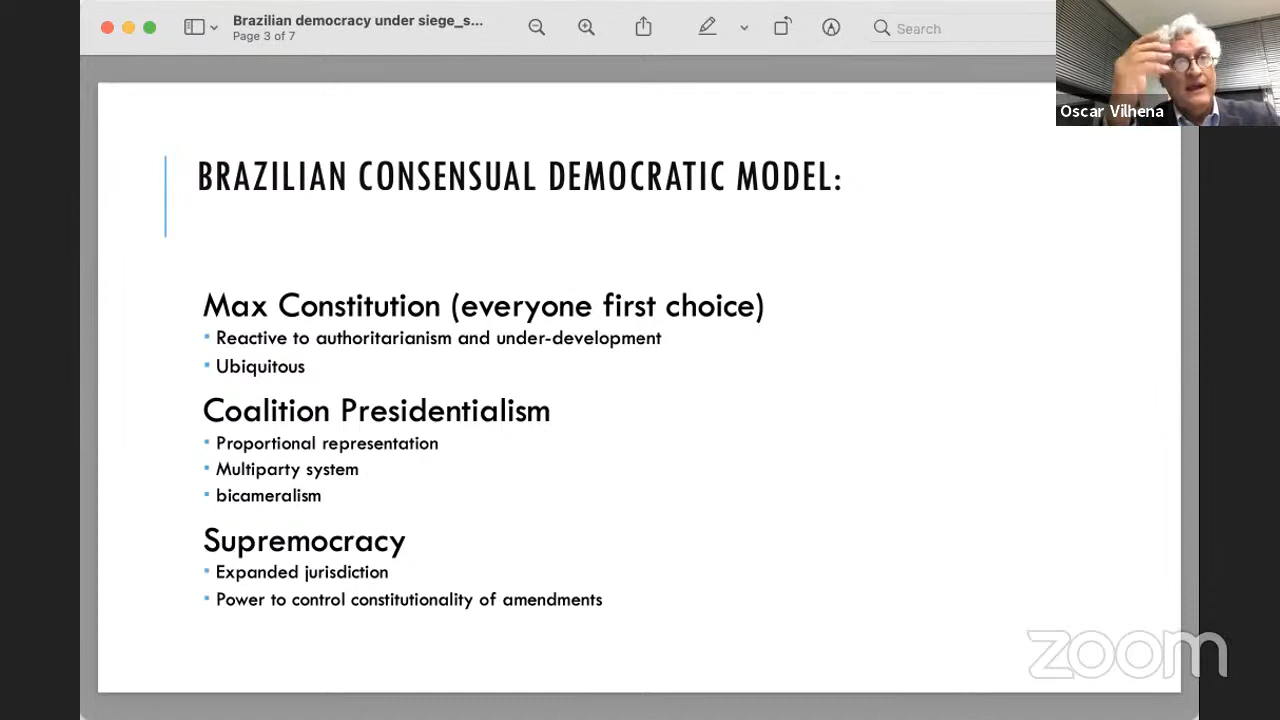 Brazilian democracy under siege_s...
Page 3 of 7
Search
Oscar Vilhena
BRAZILIAN CONSENSUAL DEMOCRATIC MODEL:
Max Constitution (everyone first choice)
▪ Reactive to authoritarianism and under-development
▪ Ubiquitous
Coalition Presidentialism
▪ Proportional representation
▪ Multiparty system
▪ bicameralism
Supremocracy
▪ Expanded jurisdiction
▪ Power to control constitutionality of amendments
zoom